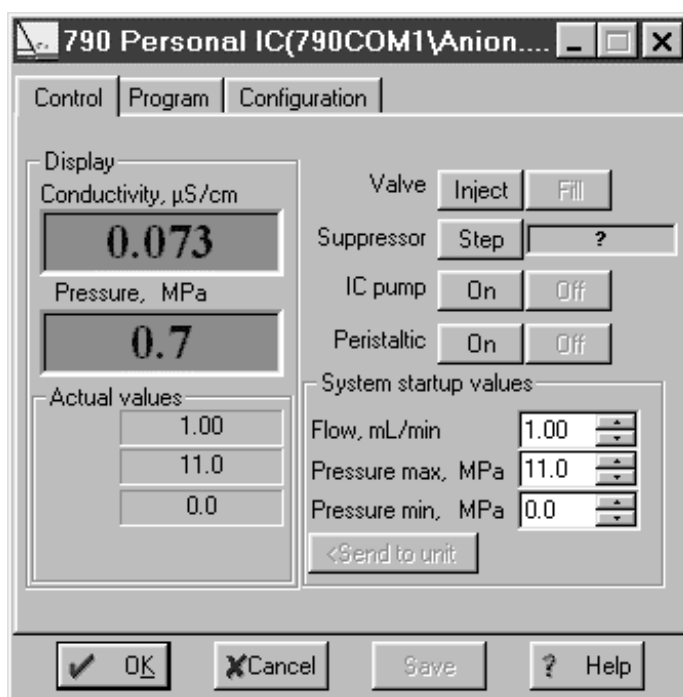 790 Personal IC(790COM1\Anion....
Control Program Configuration
Display
Conductivity, µS/cm
0.073
Pressure, MPa
0.7
Actual values
1.00
11.0
0.0
Valve Inject Fill
Suppressor Step ?
IC pump On Off
Peristaltic On Off
System startup values
Flow, mL/min 1.00
Pressure max, MPa 11.0
Pressure min, MPa 0.0
<Send to unit
OK Cancel Save ? Help